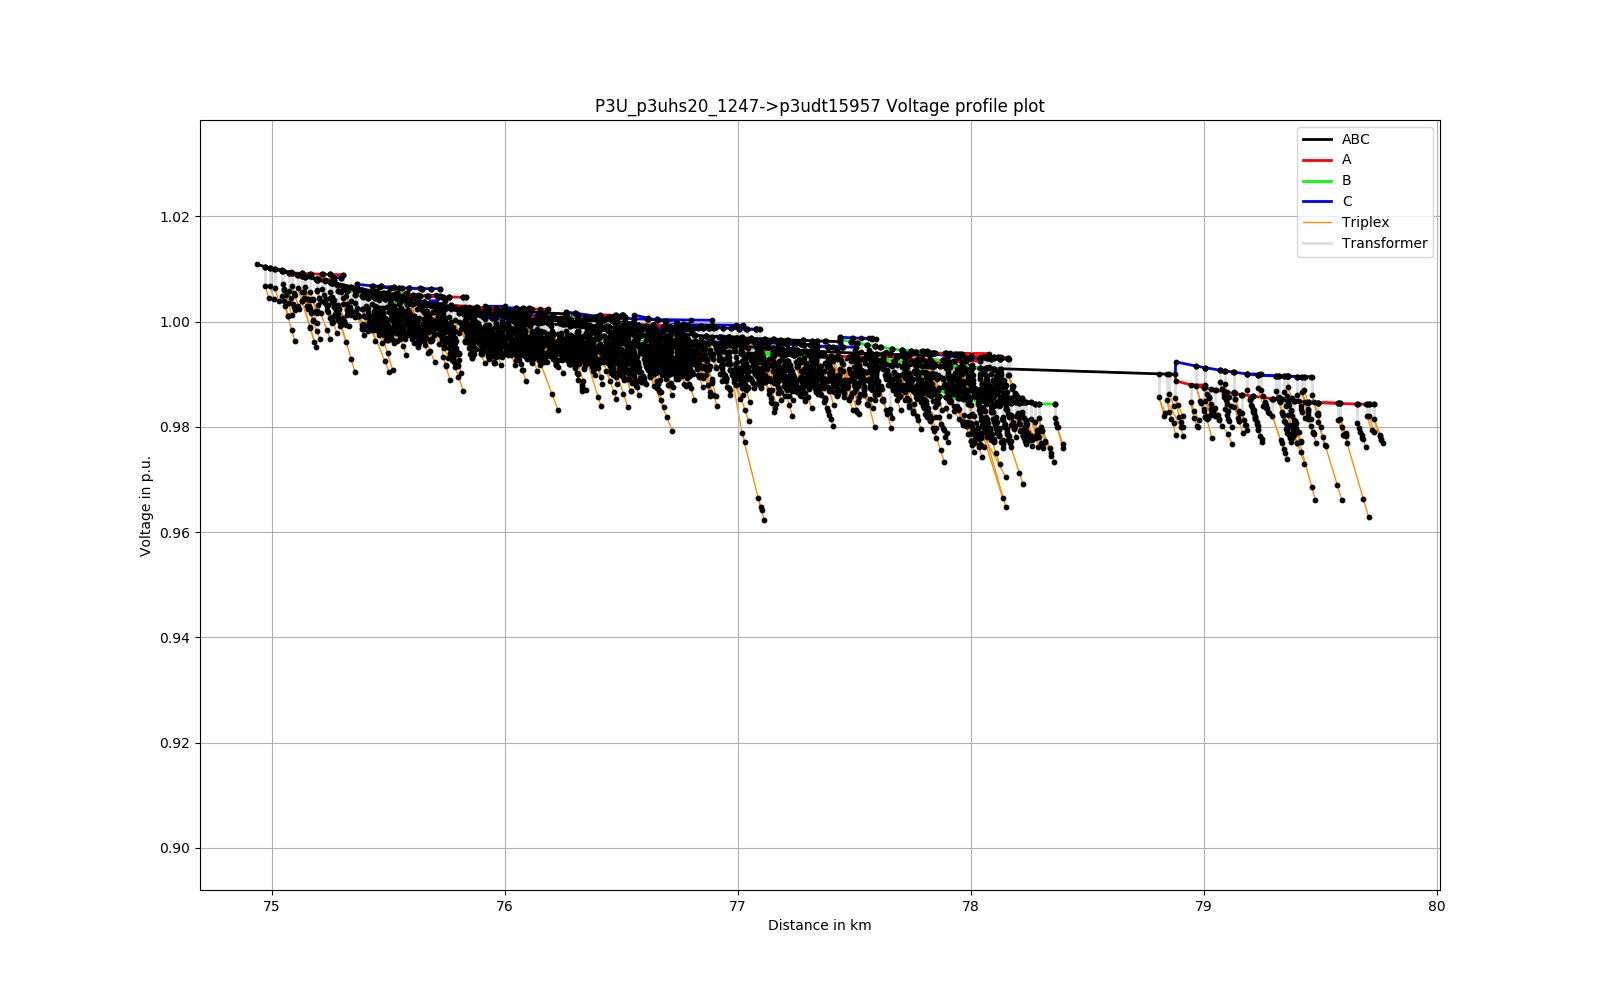 P3U_p3uhs20_1247->p3udt15957 Voltage profile plot
ABC
A
B
C
Triplex
Transformer
1.02
1.00
0.98
0.96
0.94
0.92
0.90
Voltage in p.u.
75 76 77 78 79 80
Distance in km